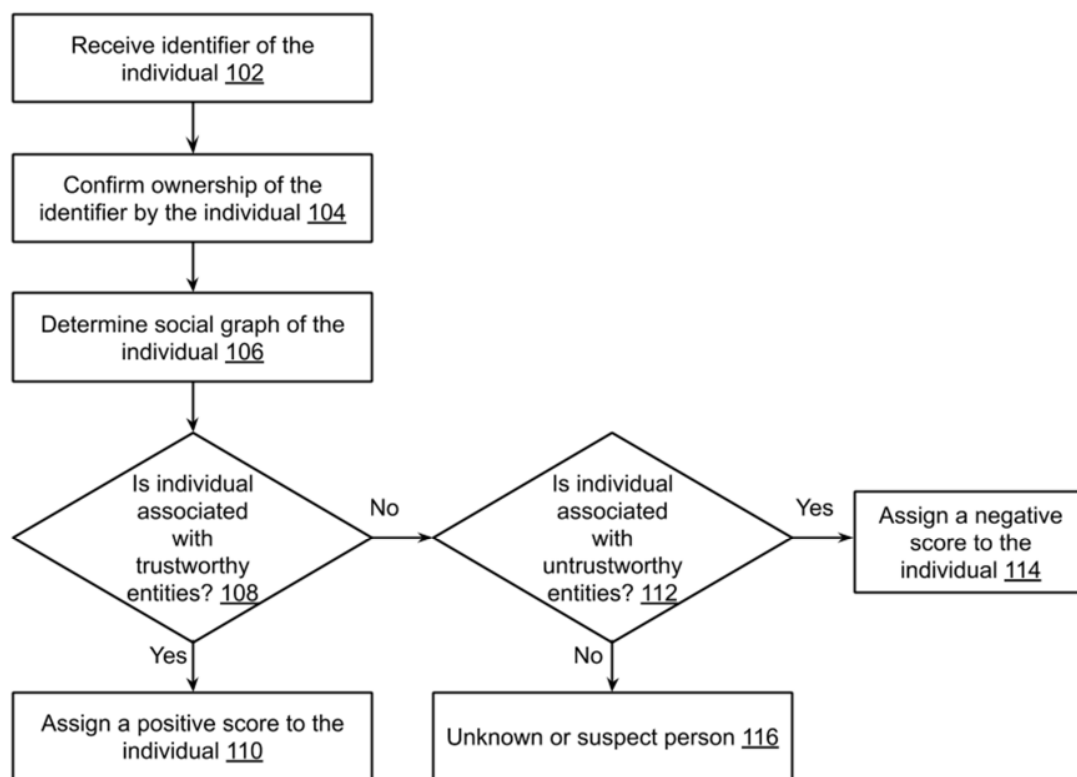 Receive identifier of the
individual 102
Confirm ownership of the
identifier by the individual 104
Determine social graph of the
individual 106
Is individual
associated
with
trustworthy
entities? 108
No
Is individual
associated
with
untrustworthy
entities? 112
Yes
Assign a negative
score to the
individual 114
Yes
No
Assign a positive score to the
individual 110
Unknown or suspect person 116